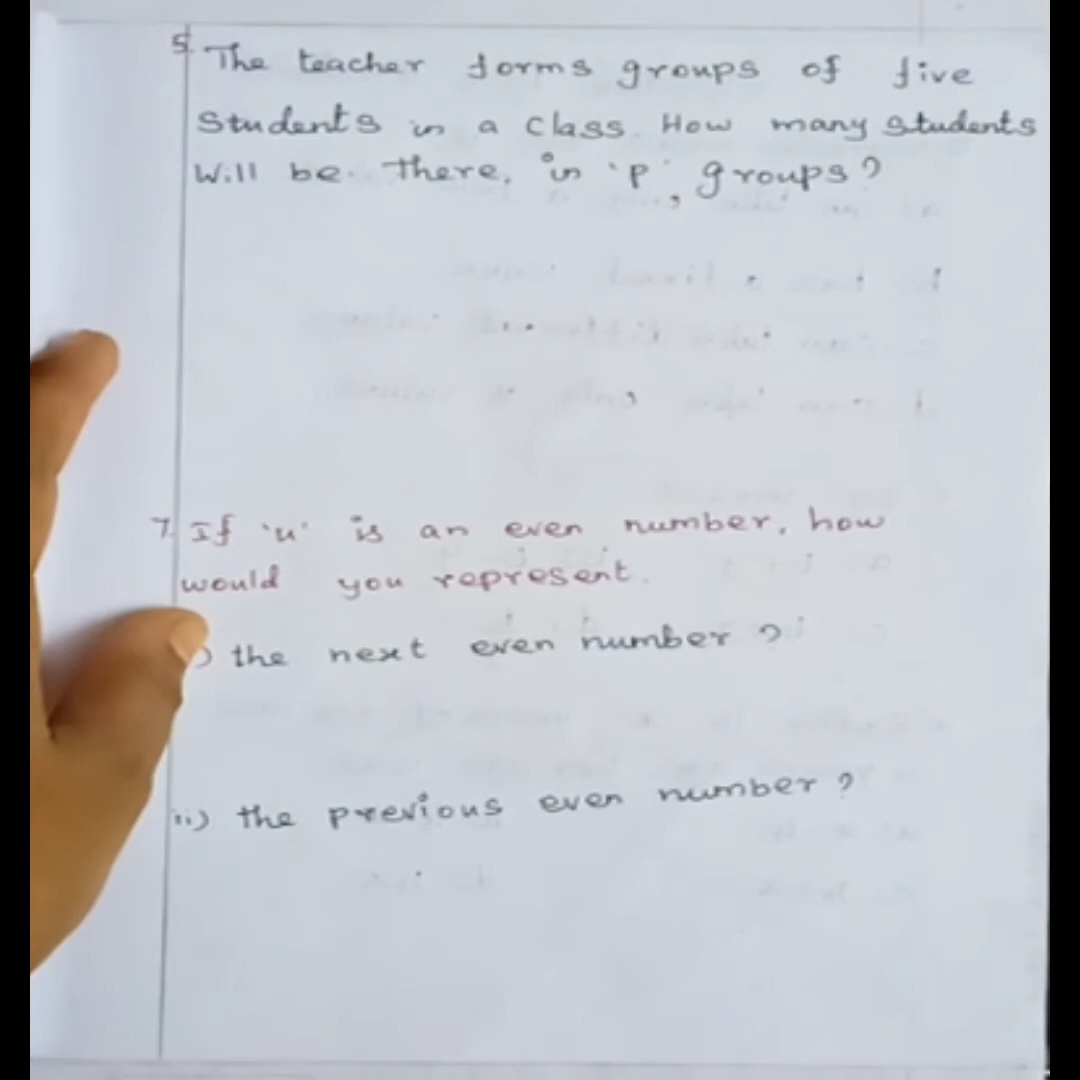 5. The teacher forms groups of five
students in a class. How many students
will be there, in 'p', groups?
7. If 'u' is an even number, how
would you represent.
) the next even number ?
ii) the previous even number ?